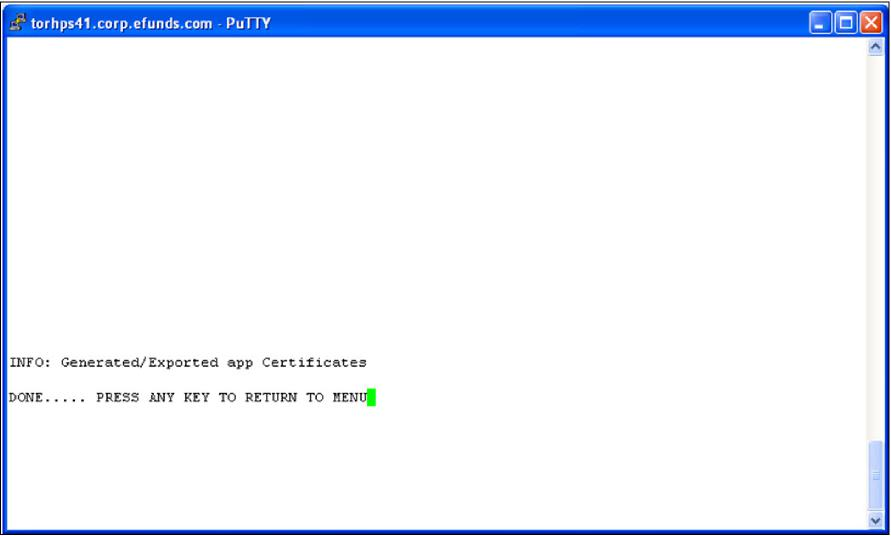 torhps41.corp.efunds.com - PuTTY
INFO: Generated/Exported app Certificates
DONE..... PRESS ANY KEY TO RETURN TO MENU